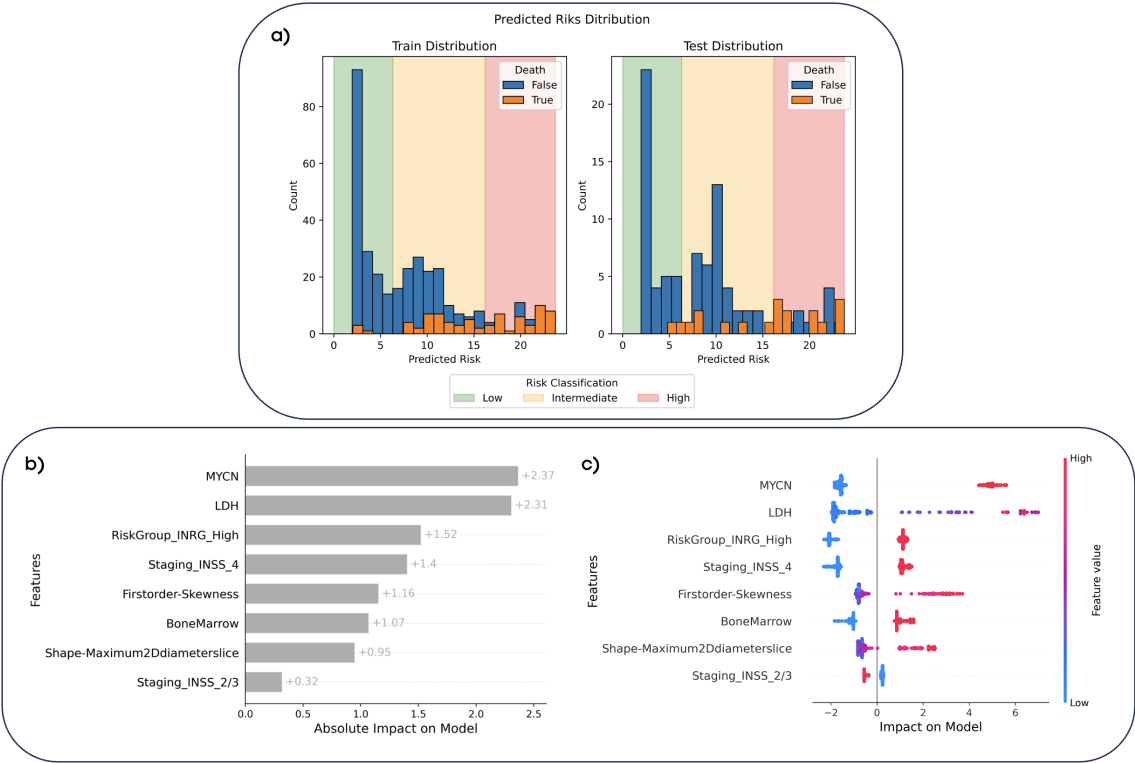 Predicted Riks Ditribution
a)
Train Distribution
Death
False
True
80
60
40
20
0
Count
0 5 10 15 20
Predicted Risk
Test Distribution
Death
False
True
20
15
10
5
0
Count
0 5 10 15 20
Predicted Risk
Risk Classification
Low Intermediate High
b)
Features
MYCN +2.37
LDH +2.31
RiskGroup_INRG_High +1.52
Staging_INSS_4 +1.4
Firstorder-Skewness +1.16
BoneMarrow +1.07
Shape-Maximum2Ddiameterslice +0.95
Staging_INSS_2/3 +0.32
0.0 0.5 1.0 1.5 2.0 2.5
Absolute Impact on Model
c)
Features
MYCN
LDH
RiskGroup_INRG_High
Staging_INSS_4
Firstorder-Skewness
BoneMarrow
Shape-Maximum2Ddiameterslice
Staging_INSS_2/3
−2 0 2 4 6
Impact on Model
High
Feature value
Low